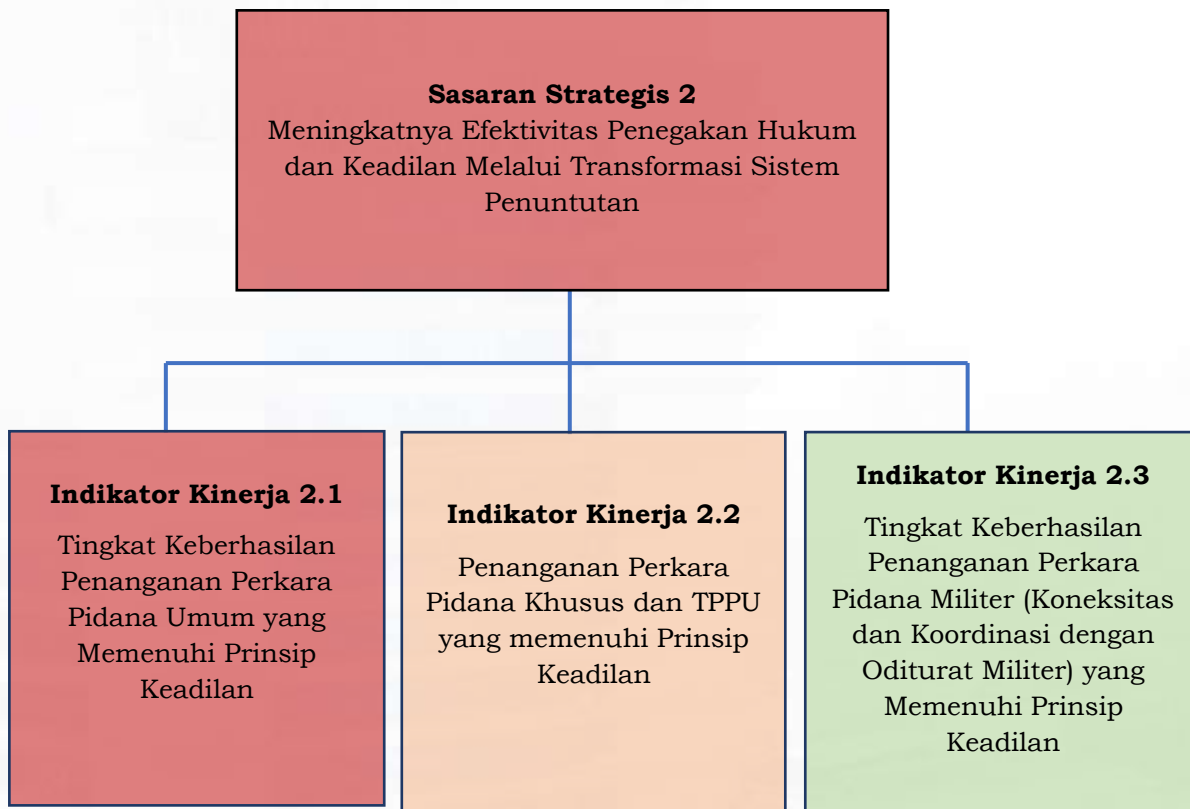 Sasaran Strategis 2
Meningkatnya Efektivitas Penegakan Hukum
dan Keadilan Melalui Transformasi Sistem
Penuntutan
Indikator Kinerja 2.1
Tingkat Keberhasilan
Penanganan Perkara
Pidana Umum yang
Memenuhi Prinsip
Keadilan
Indikator Kinerja 2.2
Penanganan Perkara
Pidana Khusus dan TPPU
yang memenuhi Prinsip
Keadilan
Indikator Kinerja 2.3
Tingkat Keberhasilan
Penanganan Perkara
Pidana Militer (Koneksitas
dan Koordinasi dengan
Oditurat Militer) yang
Memenuhi Prinsip
Keadilan